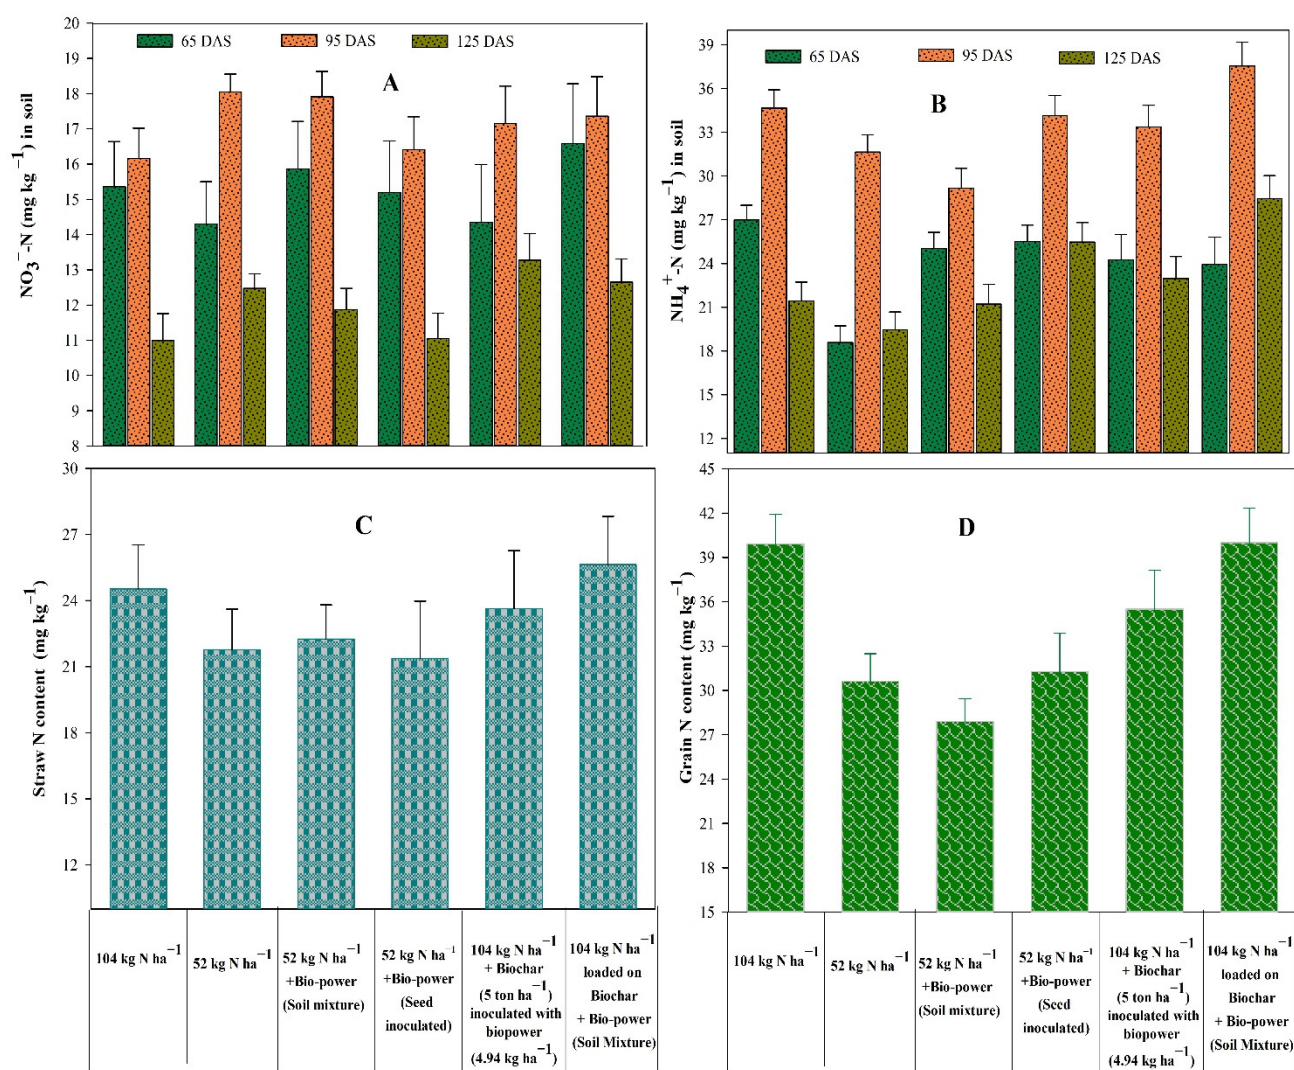 65 DAS
95 DAS
125 DAS
A
NO3−-N (mg kg−1) in soil
20
19
18
17
16
15
14
13
12
11
10
9
8
65 DAS
95 DAS
125 DAS
B
NH4+-N (mg kg−1) in soil
39
36
33
30
27
24
21
18
15
12
C
Straw N content (mg kg−1)
30
27
24
21
18
15
12
D
Grain N content (mg kg−1)
45
42
39
36
33
30
27
24
21
18
15
104 kg N ha−1
52 kg N ha−1
52 kg N ha−1
+Bio-power
(Soil mixture)
52 kg N ha−1
+Bio-power
(Seed
inoculated)
104 kg N ha−1
+ Biochar
(5 ton ha−1)
inoculated with
biopower
(4.94 kg ha−1)
104 kg N ha−1
loaded on
Biochar
+ Bio-power
(Soil Mixture)
104 kg N ha−1
52 kg N ha−1
52 kg N ha−1
+Bio-power
(Soil mixture)
52 kg N ha−1
+Bio-power
(Seed
inoculated)
104 kg N ha−1
+ Biochar
(5 ton ha−1)
inoculated with
biopower
(4.94 kg ha−1)
104 kg N ha−1
loaded on
Biochar
+ Bio-power
(Soil Mixture)